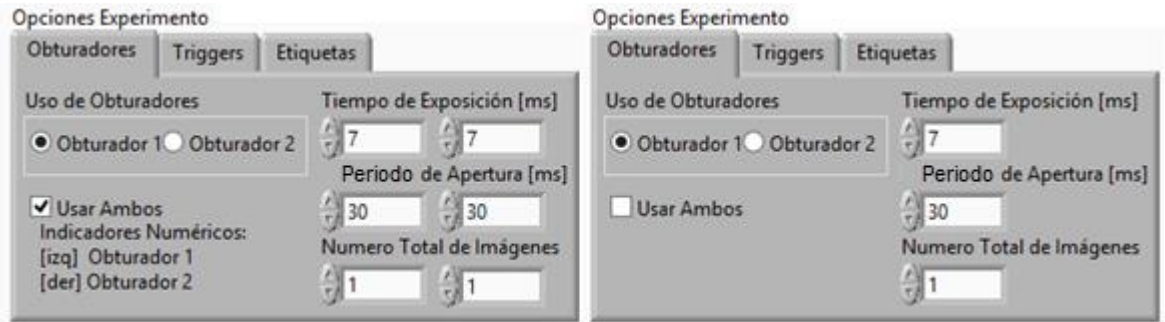 Opciones Experimento
Obturadores Triggers Etiquetas
Uso de Obturadores
Obturador 1 Obturador 2
Usar Ambos
Indicadores Numéricos:
[izq] Obturador 1
[der] Obturador 2
Tiempo de Exposición [ms]
7 7
Periodo de Apertura [ms]
30 30
Numero Total de Imágenes
1 1
Opciones Experimento
Obturadores Triggers Etiquetas
Uso de Obturadores
Obturador 1 Obturador 2
Usar Ambos
Tiempo de Exposición [ms]
7
Periodo de Apertura [ms]
30
Numero Total de Imágenes
1